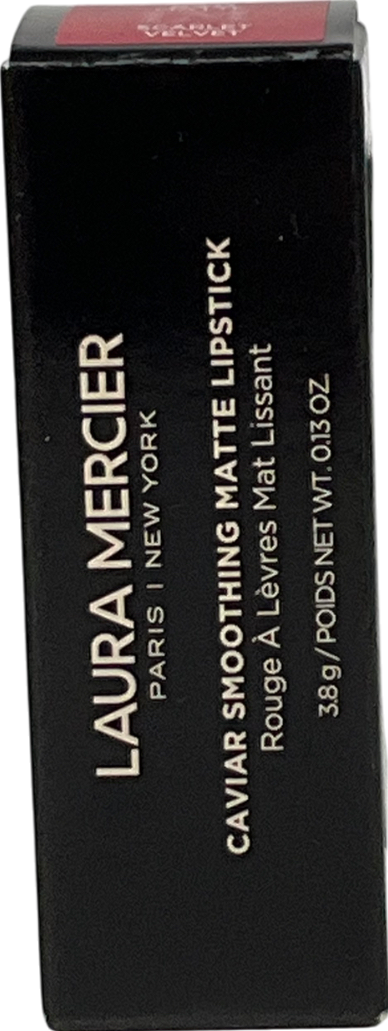 SCARLET
VELVET
LAURA MERCIER
PARIS | NEW YORK
CAVIAR SMOOTHING MATTE LIPSTICK
Rouge À Lèvres Mat Lissant
3.8 g / POIDS NET WT. 0.13 OZ.